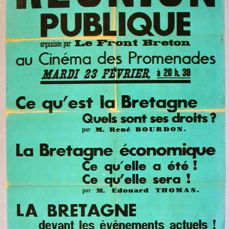 RÉUNION
PUBLIQUE
organisée par Le Front Breton
au Cinéma des Promenades
MARDI 23 FÉVRIER, à 20 h. 30
Ce qu'est la Bretagne
Quels sont ses droits ?
par M. René BOURDON.
La Bretagne économique
Ce qu'elle a été !
Ce qu'elle sera !
par M. Edouard THOMAS.
LA BRETAGNE
devant les évènements actuels !